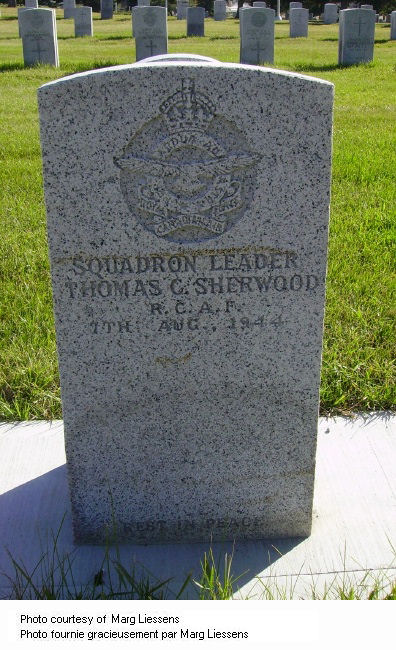 SQUADRON LEADER
THOMAS C. SHERWOOD
R. C. A. F.
7TH AUG., 1944
REST IN PEACE
Photo courtesy of Marg Liessens
Photo fournie gracieusement par Marg Liessens